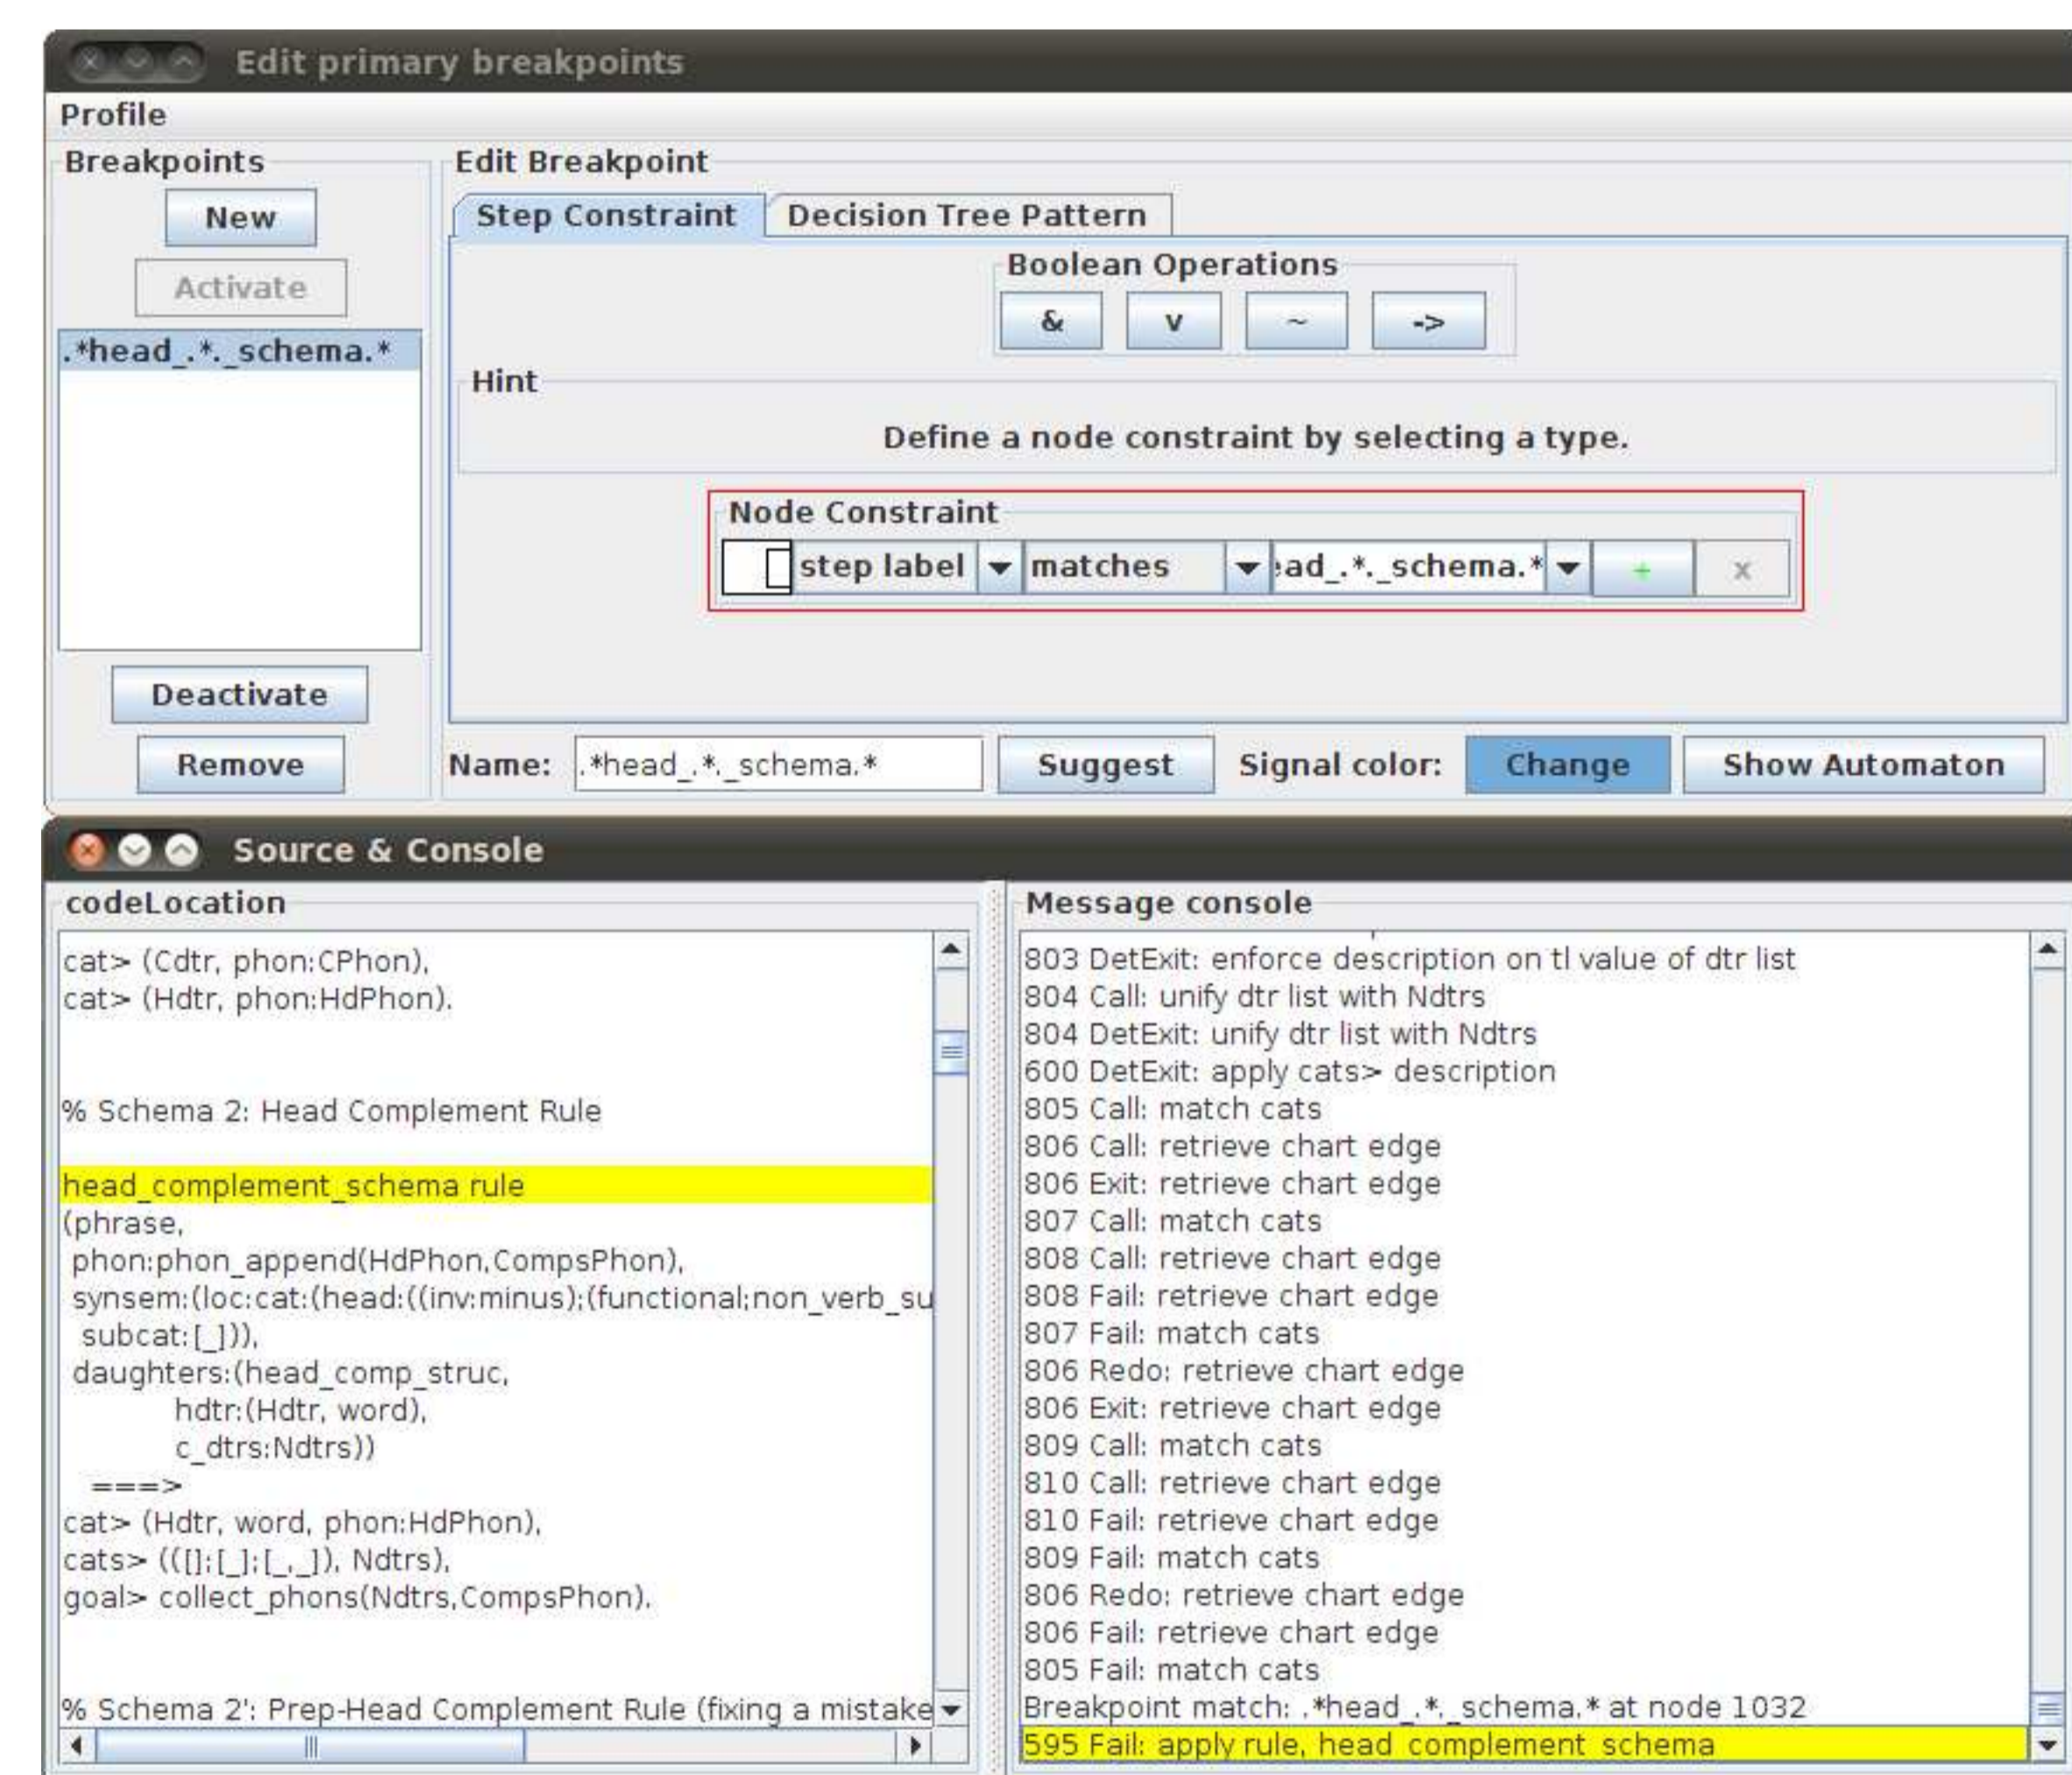 Edit primary breakpoints
Profile
Breakpoints
New
Activate
.*head_.*._schema.*
Deactivate
Remove
Edit Breakpoint
Step Constraint
Decision Tree Pattern
Boolean Operations
&
v
~
->
Hint
Define a node constraint by selecting a type.
Node Constraint
step label
matches
ead_.*._schema.*
+
x
Name:
.*head_.*._schema.*
Suggest
Signal color:
Change
Show Automaton
Source & Console
codeLocation
cat> (Cdtr, phon:CPhon),
cat> (Hdtr, phon:HdPhon).
% Schema 2: Head Complement Rule
head_complement_schema rule
(phrase,
phon:phon_append(HdPhon,CompsPhon),
synsem:(loc:cat:(head:((inv:minus);(functional;non_verb_su
subcat:[_])),
daughters:(head_comp_struc,
hdtr:(Hdtr, word),
c_dtrs:Ndtrs))
===>
cat> (Hdtr, word, phon:HdPhon),
cats> (([];[_];[_,_]), Ndtrs),
goal> collect_phons(Ndtrs,CompsPhon).
% Schema 2': Prep-Head Complement Rule (fixing a mistake
Message console
803 DetExit: enforce description on tl value of dtr list
804 Call: unify dtr list with Ndtrs
804 DetExit: unify dtr list with Ndtrs
600 DetExit: apply cats> description
805 Call: match cats
806 Call: retrieve chart edge
806 Exit: retrieve chart edge
807 Call: match cats
808 Call: retrieve chart edge
808 Fail: retrieve chart edge
807 Fail: match cats
806 Redo: retrieve chart edge
806 Exit: retrieve chart edge
809 Call: match cats
810 Call: retrieve chart edge
810 Fail: retrieve chart edge
809 Fail: match cats
806 Redo: retrieve chart edge
806 Fail: retrieve chart edge
805 Fail: match cats
Breakpoint match: .*head_.*._schema.* at node 1032
595 Fail: apply rule, head_complement_schema